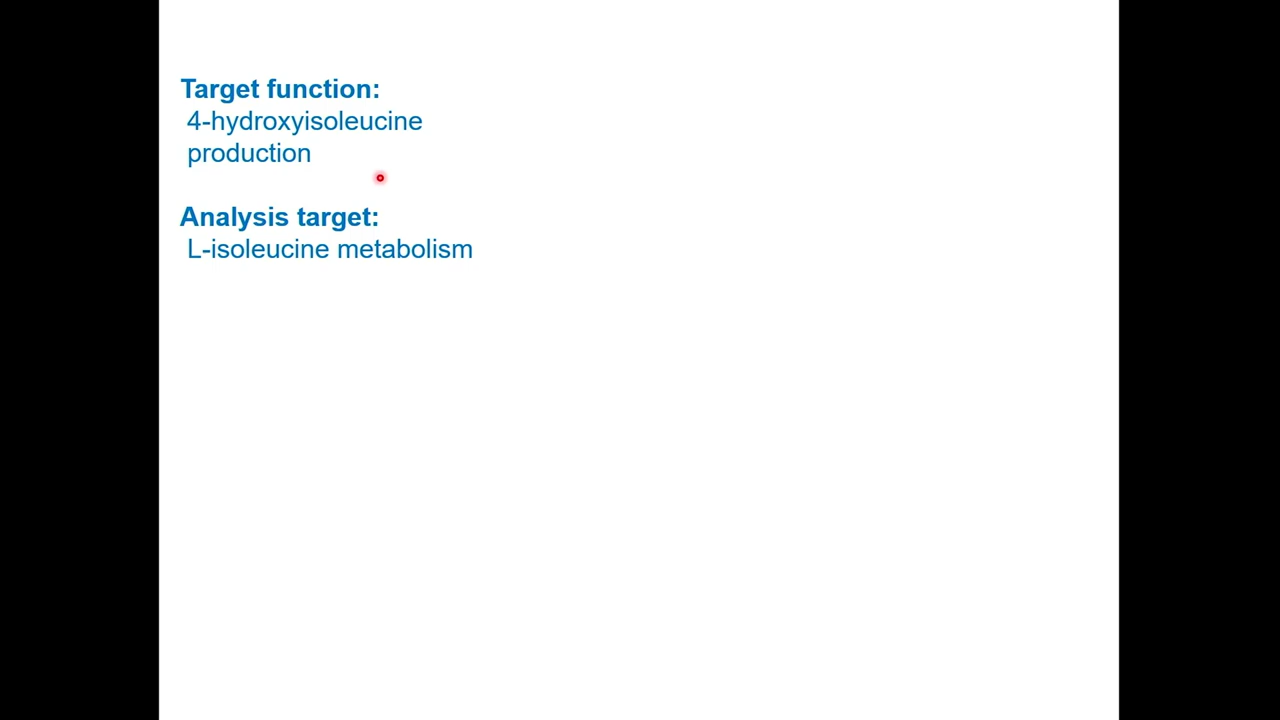 Target function:
4-hydroxyisoleucine
production
Analysis target:
L-isoleucine metabolism